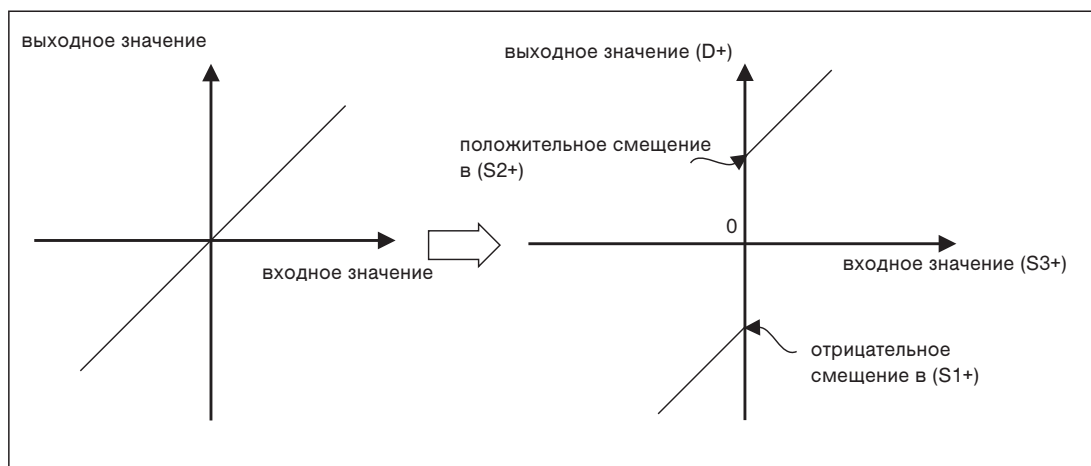 выходное значение
входное значение
выходное значение (D+)
положительное смещение
в (S2+)
0
входное значение (S3+)
отрицательное
смещение в (S1+)